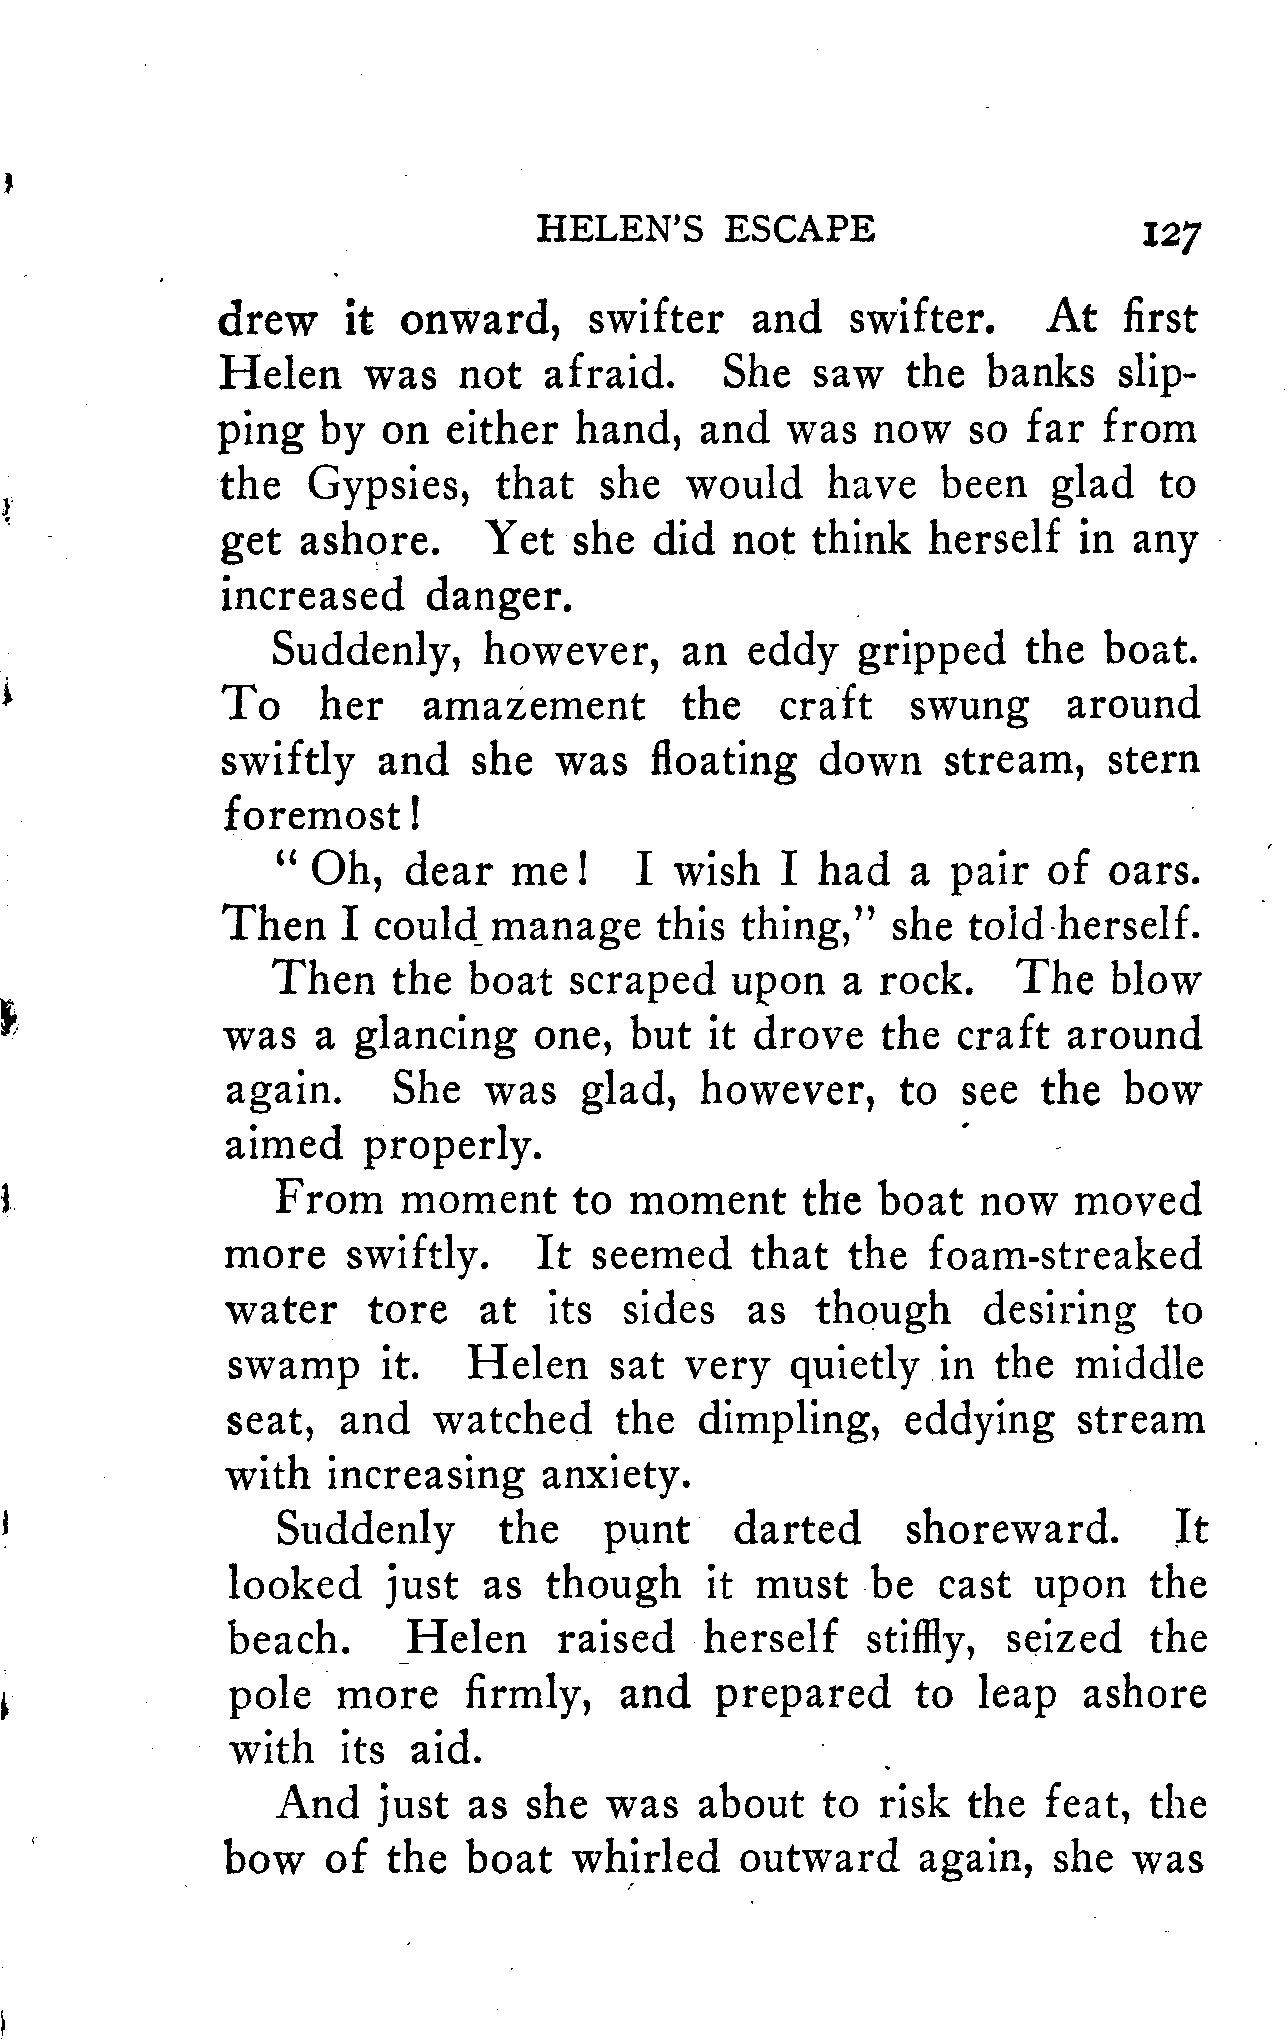 HELEN'S ESCAPE 127
drew it onward, swifter and swifter. At first
Helen was not afraid. She saw the banks slip-
ping by on either hand, and was now so far from
the Gypsies, that she would have been glad to
get ashore. Yet she did not think herself in any
increased danger.
Suddenly, however, an eddy gripped the boat.
To her amazement the craft swung around
swiftly and she was floating down stream, stern
foremost!
" Oh, dear me! I wish I had a pair of oars.
Then I could manage this thing," she told herself.
Then the boat scraped upon a rock. The blow
was a glancing one, but it drove the craft around
again. She was glad, however, to see the bow
aimed properly.
From moment to moment the boat now moved
more swiftly. It seemed that the foam-streaked
water tore at its sides as though desiring to
swamp it. Helen sat very quietly in the middle
seat, and watched the dimpling, eddying stream
with increasing anxiety.
Suddenly the punt darted shoreward. It
looked just as though it must be cast upon the
beach. Helen raised herself stiffly, seized the
pole more firmly, and prepared to leap ashore
with its aid.
And just as she was about to risk the feat, the
bow of the boat whirled outward again, she was